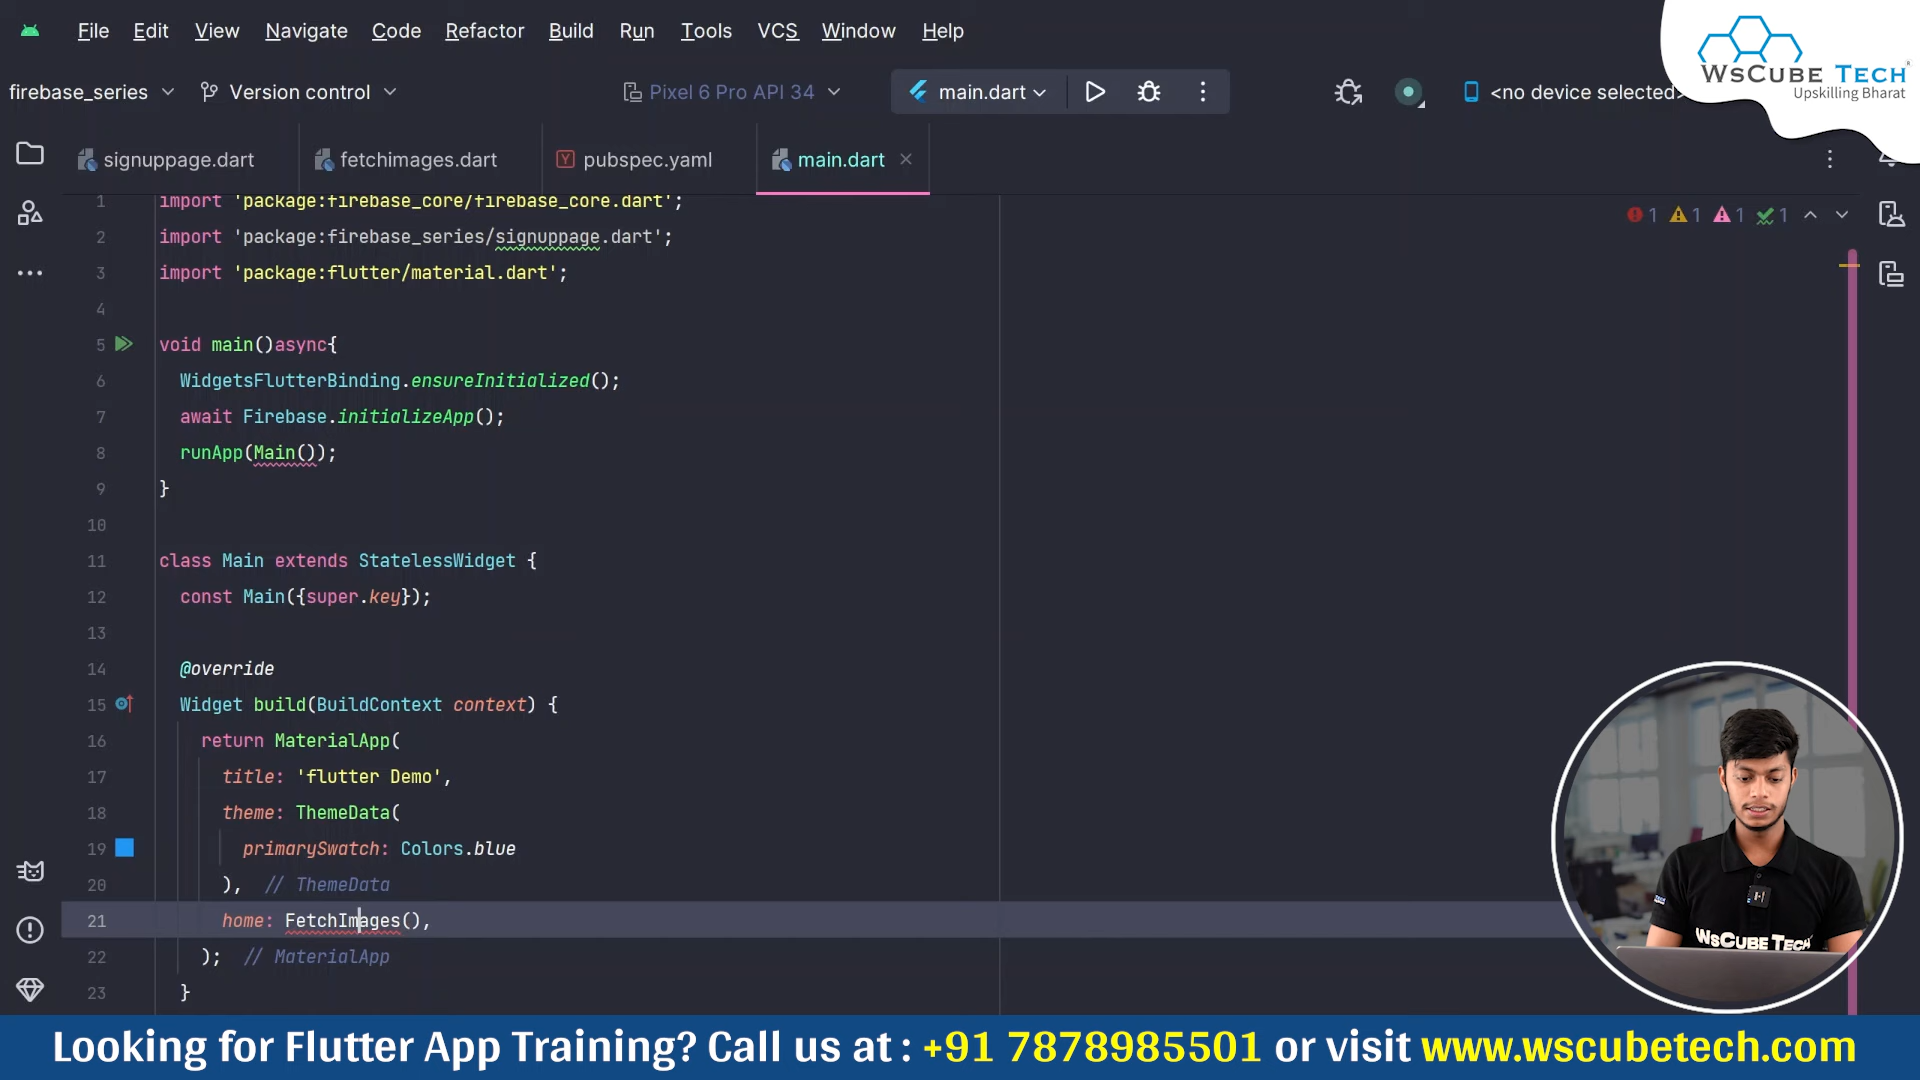 File Edit View Navigate Code Refactor Build Run Tools VCS Window Help
WsCube Tech
Upskilling Bharat
firebase_series Version control Pixel 6 Pro API 34 main.dart <no device selected>
signuppage.dart fetchimages.dart pubspec.yaml main.dart
1 import 'package:firebase_core/firebase_core.dart';
1 1 1 1
2 import 'package:firebase_series/signuppage.dart';
3 import 'package:flutter/material.dart';
4
5 void main()async{
6 WidgetsFlutterBinding.ensureInitialized();
7 await Firebase.initializeApp();
8 runApp(Main());
9 }
10
11 class Main extends StatelessWidget {
12 const Main({super.key});
13
14 @override
15 Widget build(BuildContext context) {
16 return MaterialApp(
17 title: 'flutter Demo',
18 theme: ThemeData(
19 primarySwatch: Colors.blue
20 ), // ThemeData
21 home: FetchImages(),
22 ); // MaterialApp
23 }
WsCube Tech
Looking for Flutter App Training? Call us at : +91 7878985501 or visit www.wscubetech.com